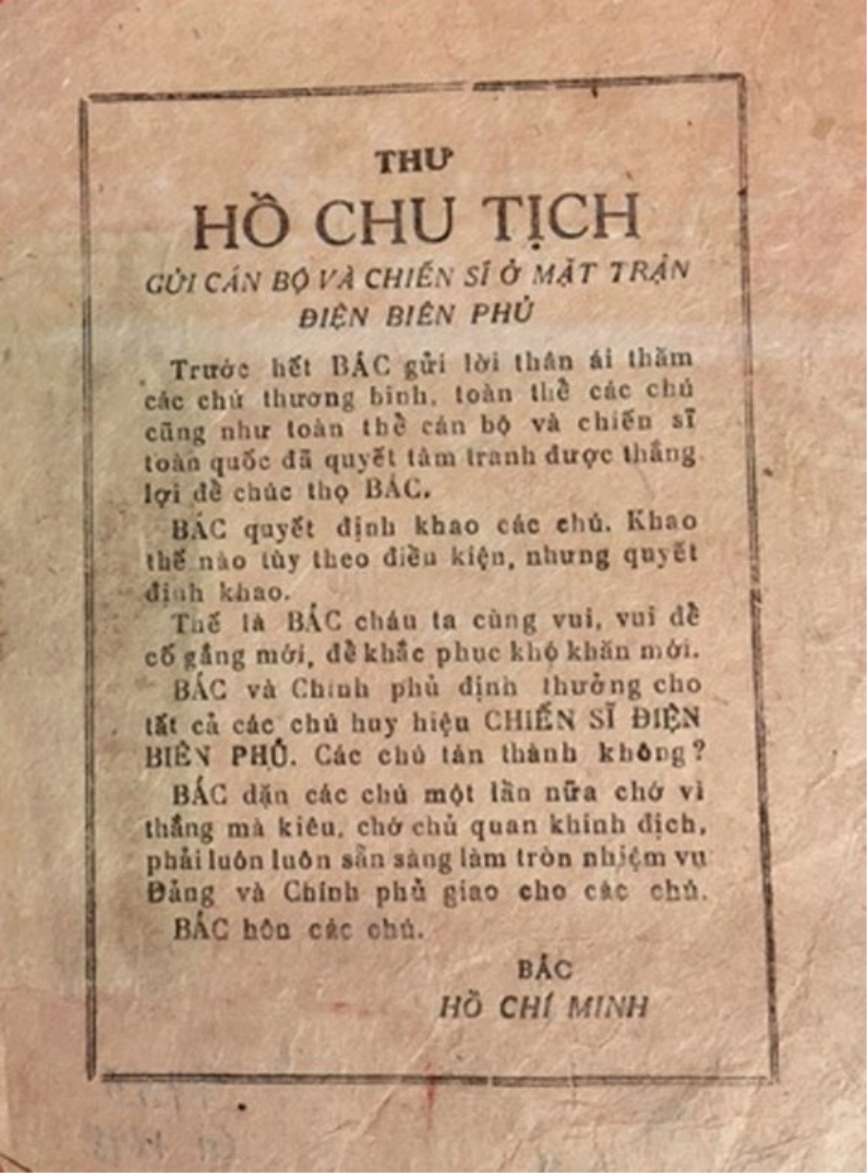 THƯ
HỒ CHU TỊCH
GỬI CÁN BỘ VÀ CHIẾN SĨ Ở MẶT TRẬN
ĐIỆN BIÊN PHỦ
Trước hết BÁC gửi lời thân ái thăm
các chú thương binh, toàn thể các chú
cũng như toàn thể cán bộ và chiến sĩ
toàn quốc đã quyết tâm tranh được thắng
lợi để chúc thọ BÁC.
BÁC quyết định khao các chú. Khao
thế nào tùy theo điều kiện, nhưng quyết
định khao.
Thế là BÁC cháu ta cùng vui, vui để
cố gắng mới, để khắc phục khó khăn mới.
BÁC và Chính phủ định thưởng cho
tất cả các chú huy hiệu CHIẾN SĨ ĐIỆN
BIÊN PHỦ. Các chú tán thành không?
BÁC dặn các chú một lần nữa chớ vì
thắng mà kiêu, chớ chủ quan khinh địch,
phải luôn luôn sẵn sàng làm tròn nhiệm vụ
Đảng và Chính phủ giao cho các chú.
BÁC hôn các chú.
BÁC
HỒ CHÍ MINH